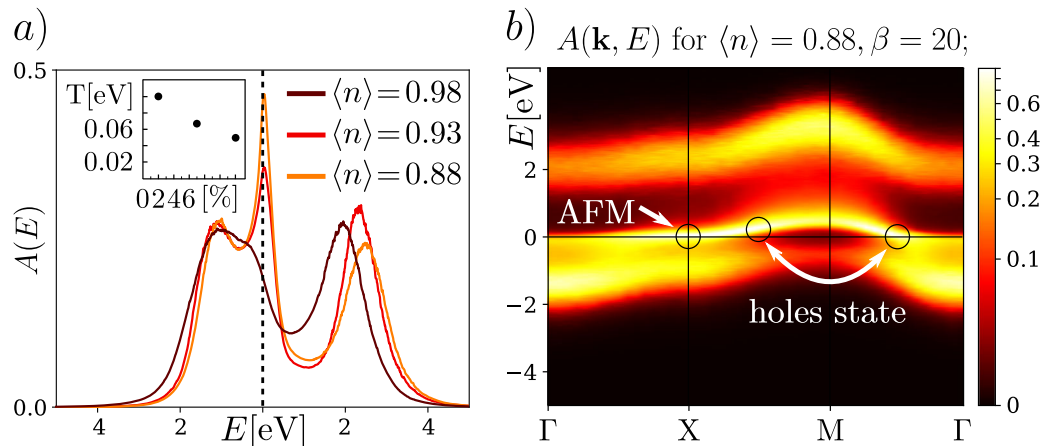 a)
0.5
A(E)
0.0
T[eV]
0.06
0.02
0246 [%]
⟨n⟩=0.98
⟨n⟩=0.93
⟨n⟩=0.88
4 2 E[eV] 2 4
b) A(k, E) for ⟨n⟩ = 0.88, β = 20;
E[eV]
2
0
−2
−4
AFM
holes state
Γ X M Γ
0.6
0.4
0.3
0.2
0.1
0